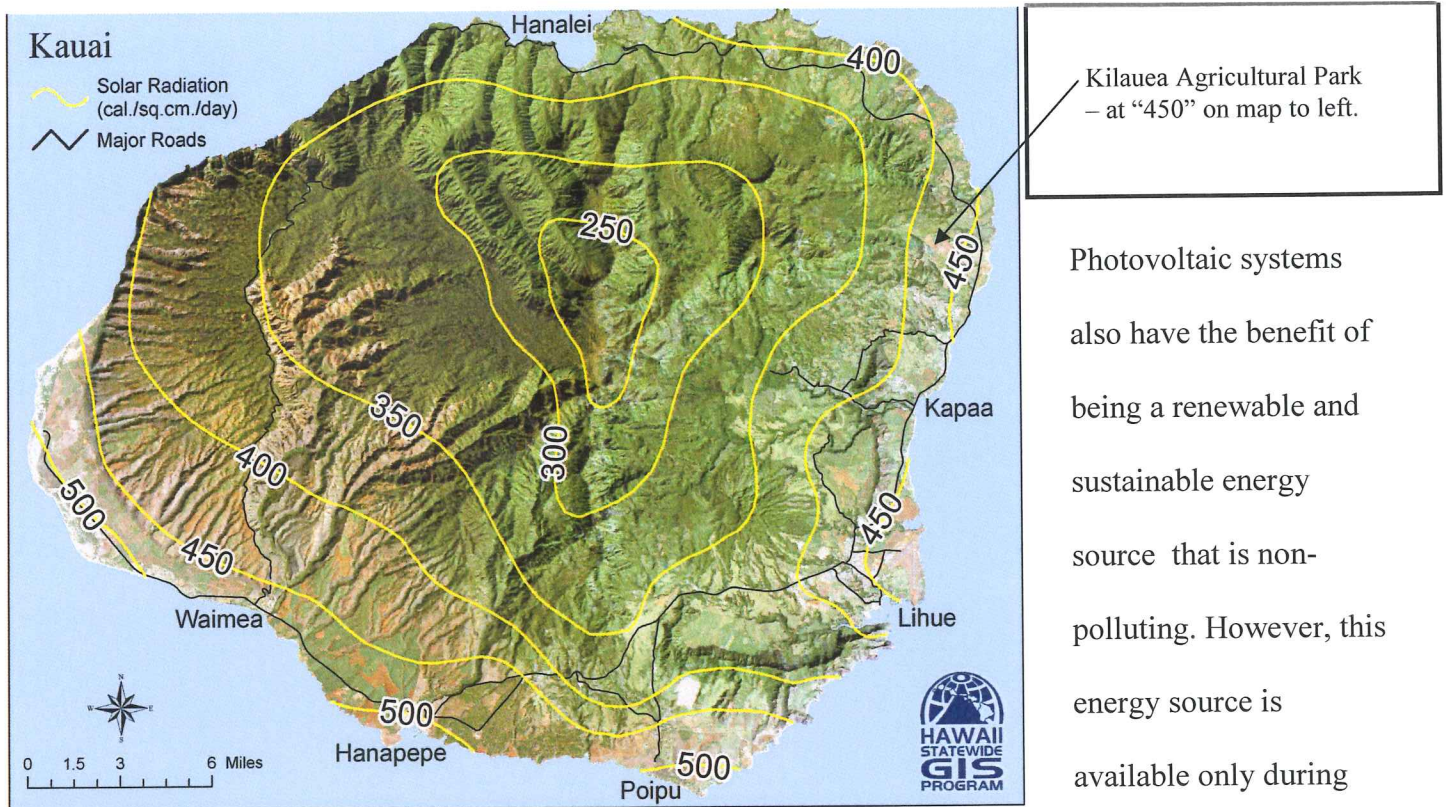 Kauai
Solar Radiation
(cal./sq.cm./day)
Major Roads
Hanalei
400
450
250
350
300
400
450
500
Kapaa
450
Lihue
Waimea
500
Hanapepe
500
Poipu
N
W
E
S
0 1.5 3 6 Miles
HAWAII
STATEWIDE
GIS
PROGRAM
Kilauea Agricultural Park
– at “450” on map to left.
Photovoltaic systems
also have the benefit of
being a renewable and
sustainable energy
source that is non-
polluting. However, this
energy source is
available only during